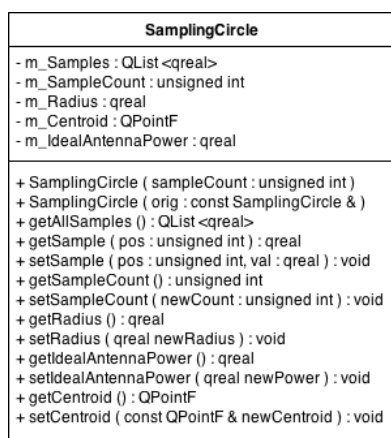 SamplingCircle
- m_Samples : QList <qreal>
- m_SampleCount : unsigned int
- m_Radius : qreal
- m_Centroid : QPointF
- m_IdealAntennaPower : qreal
+ SamplingCircle ( sampleCount : unsigned int )
+ SamplingCircle ( orig : const SamplingCircle & )
+ getAllSamples () : QList <qreal>
+ getSample ( pos : unsigned int ) : qreal
+ setSample ( pos : unsigned int, val : qreal ) : void
+ getSampleCount () : unsigned int
+ setSampleCount ( newCount : unsigned int ) : void
+ getRadius () : qreal
+ setRadius ( qreal newRadius ) : void
+ getIdealAntennaPower () : qreal
+ setIdealAntennaPower ( qreal newPower ) : void
+ getCentroid () : QPointF
+ setCentroid ( const QPointF & newCentroid ) : void